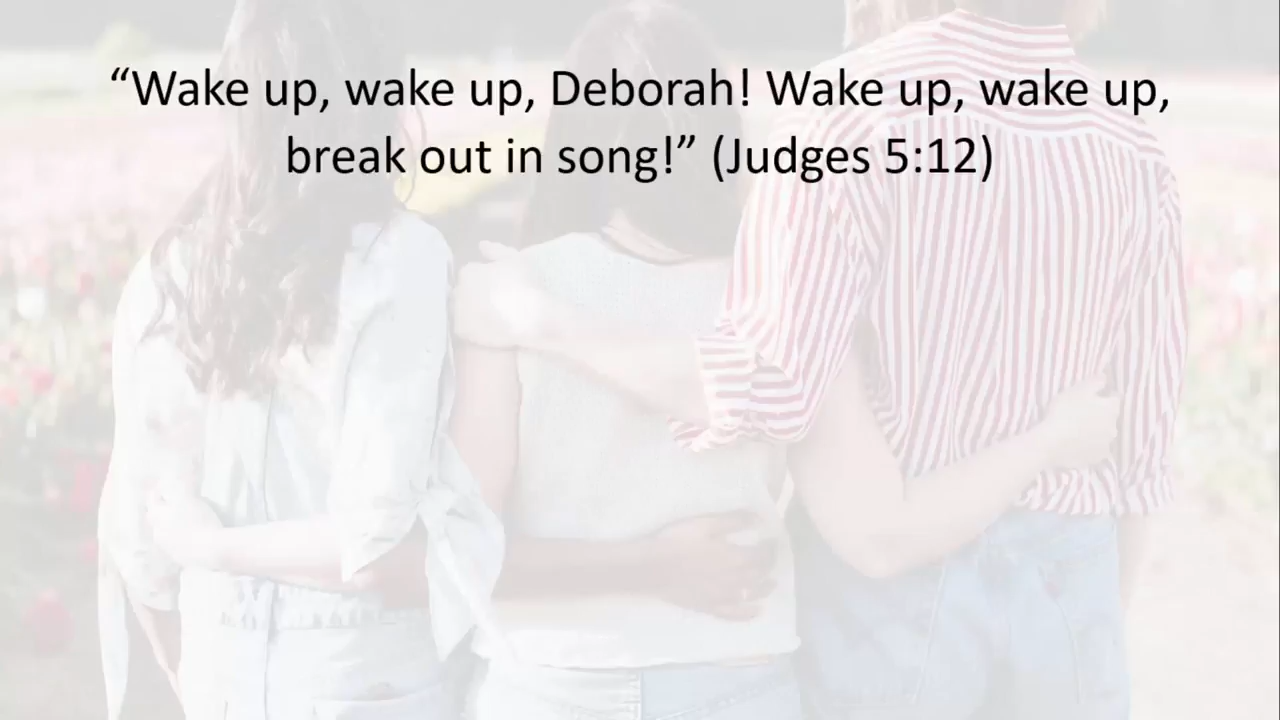 “Wake up, wake up, Deborah! Wake up, wake up,
break out in song!” (Judges 5:12)